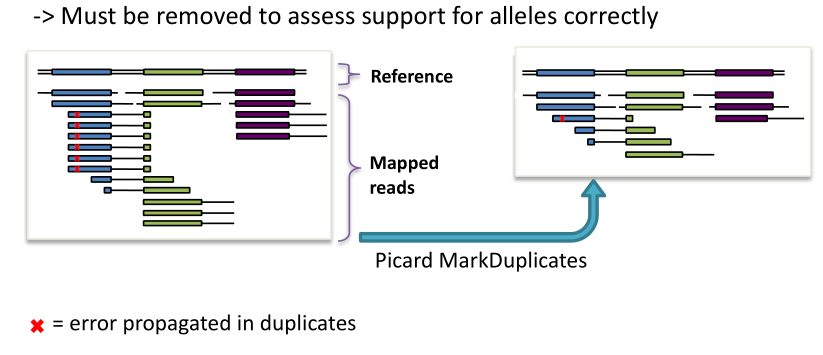 -> Must be removed to assess support for alleles correctly
Reference
Mapped
reads
Picard MarkDuplicates
= error propagated in duplicates